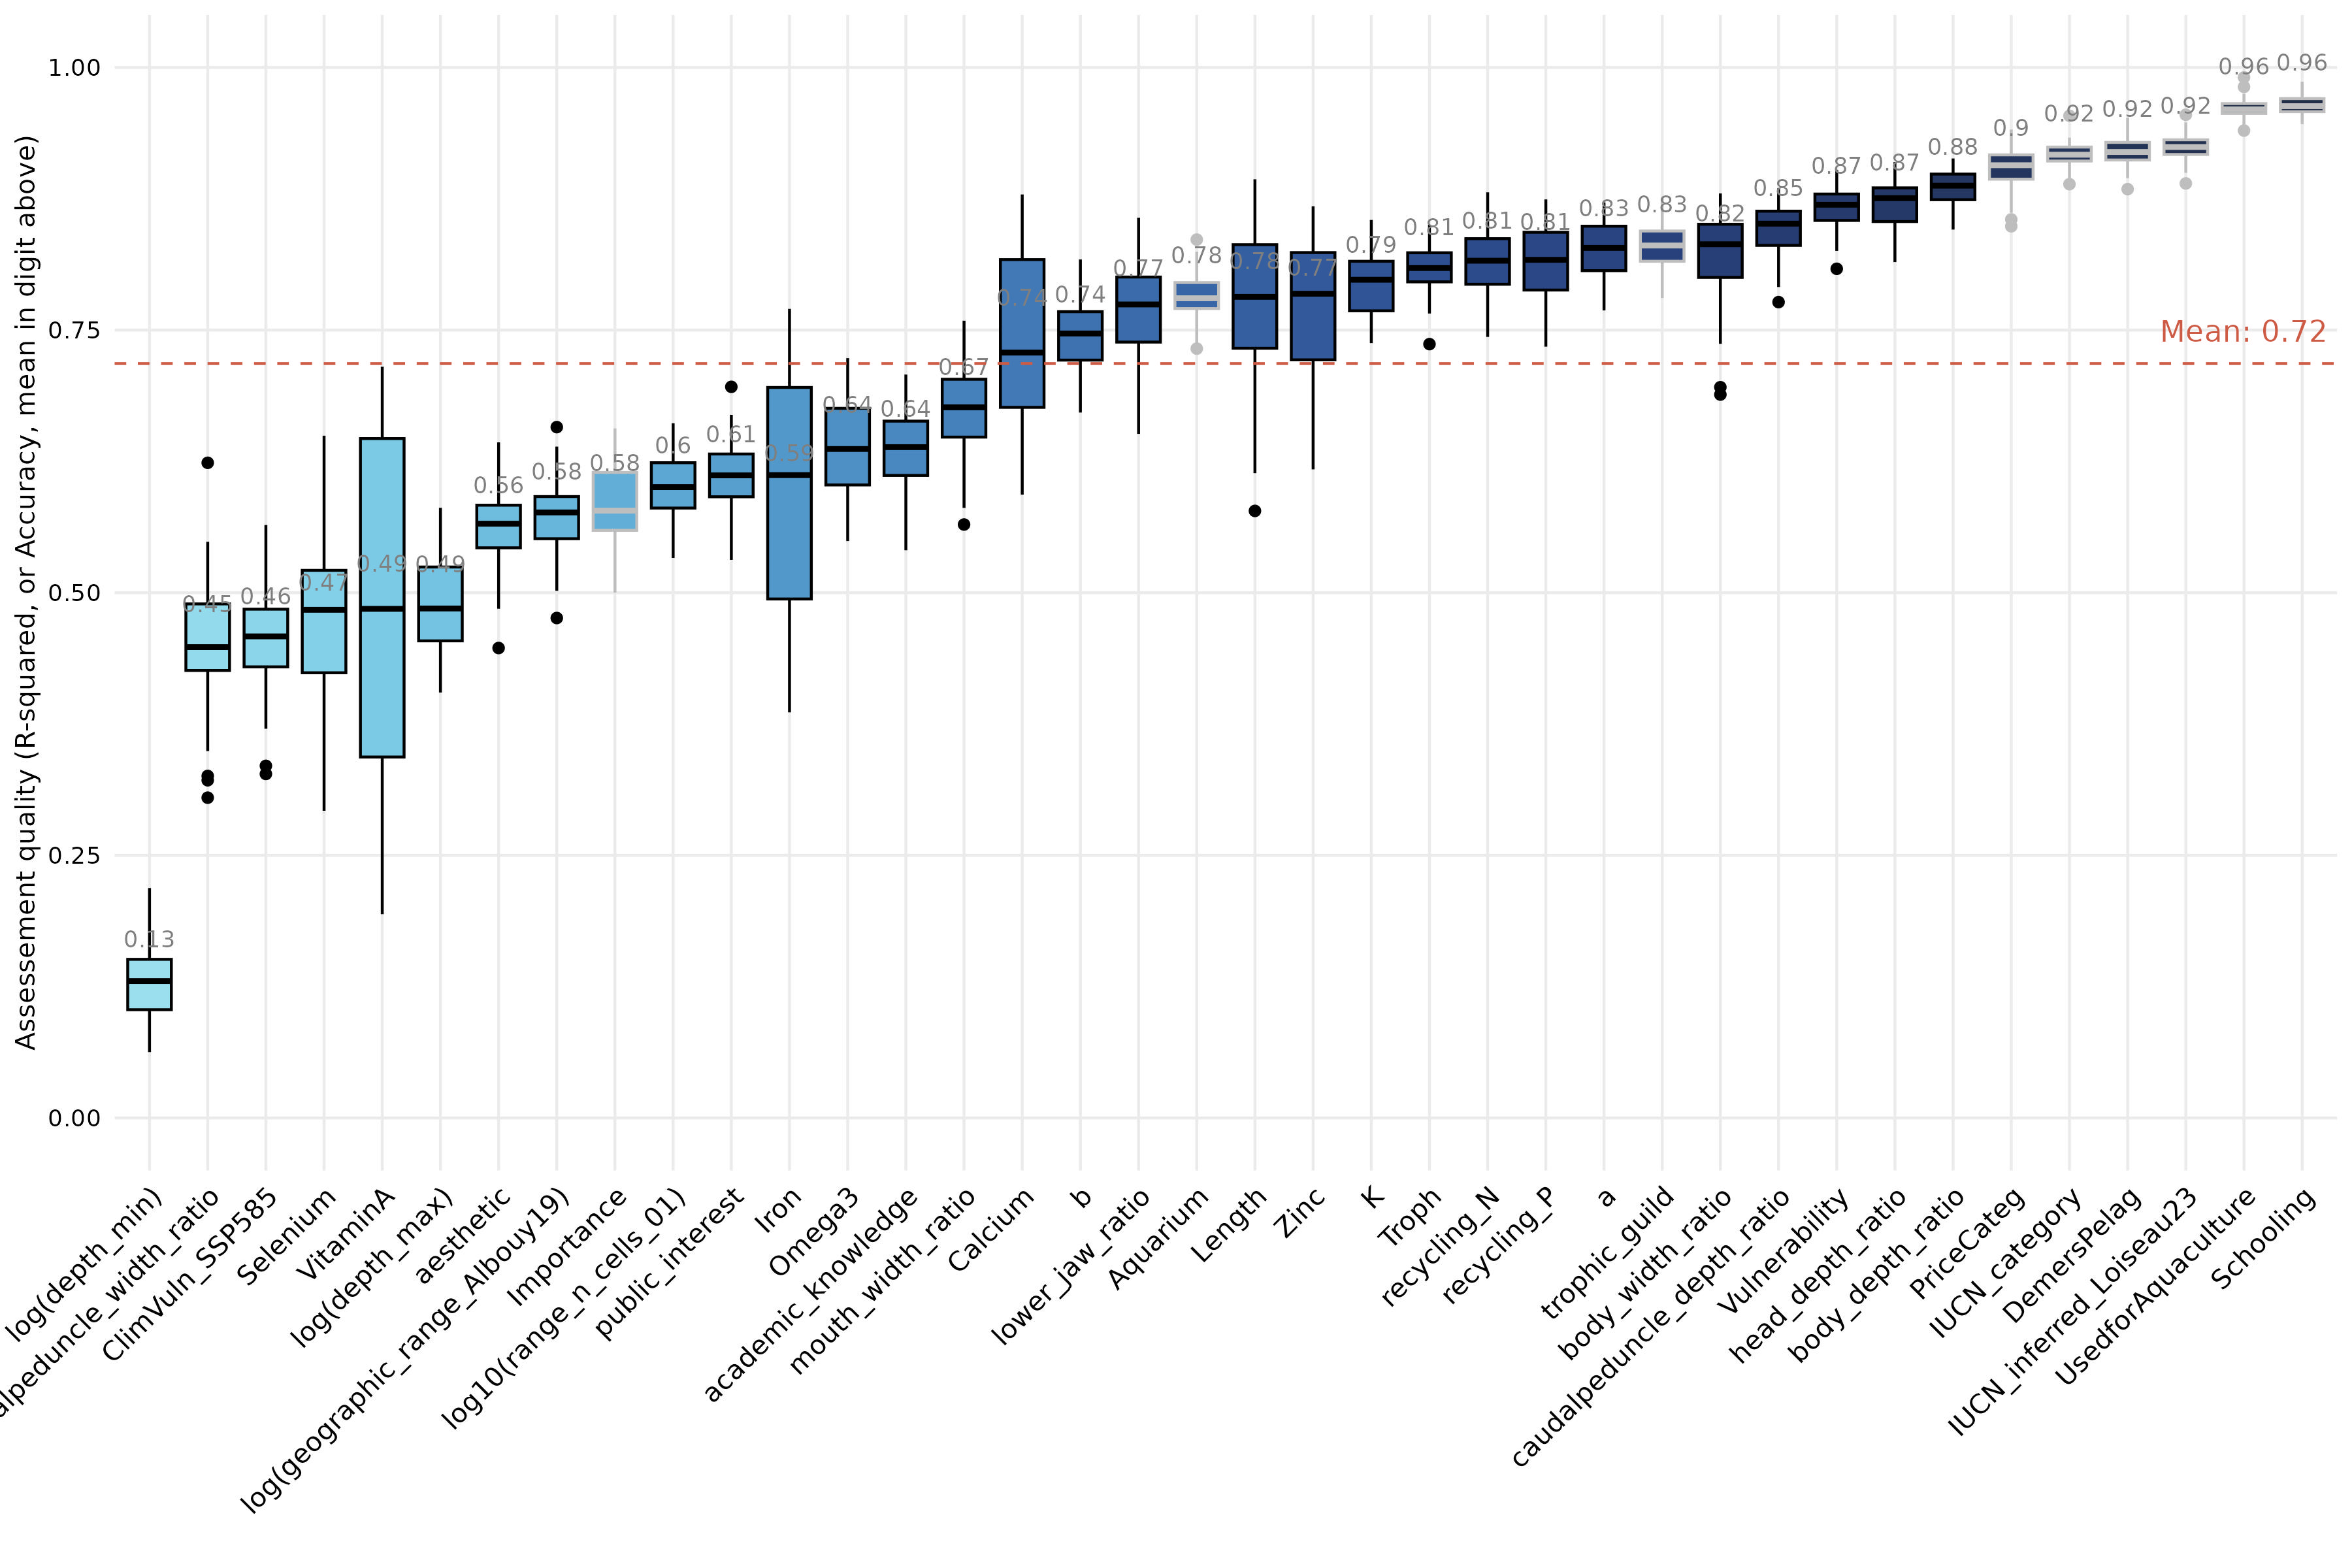 Assessement quality (R-squared, or Accuracy, mean in digit above)
1.00
0.75
0.50
0.25
0.00
0.13
0.45
0.46
0.47
0.49
0.49
0.56
0.58
0.58
0.6
0.61
0.59
0.64
0.64
0.67
0.74
0.74
0.77
0.78
0.78
0.77
0.79
0.81
0.81
0.81
0.83
0.83
0.82
0.85
0.87
0.87
0.88
0.9
0.92
0.92
0.92
0.96
0.96
Mean: 0.72
log(depth_min)
alpeduncle_width_ratio
ClimVuln_SSP585
Selenium
VitaminA
log(depth_max)
aesthetic
log(geographic_range_Albouy19)
Importance
log10(range_n_cells_01)
public_interest
Iron
Omega3
academic_knowledge
mouth_width_ratio
Calcium
b
lower_jaw_ratio
Aquarium
Length
Zinc
K
Troph
recycling_N
recycling_P
a
trophic_guild
body_width_ratio
caudalpeduncle_depth_ratio
Vulnerability
head_depth_ratio
body_depth_ratio
PriceCateg
IUCN_category
DemersPelag
IUCN_inferred_Loiseau23
UsedforAquaculture
Schooling